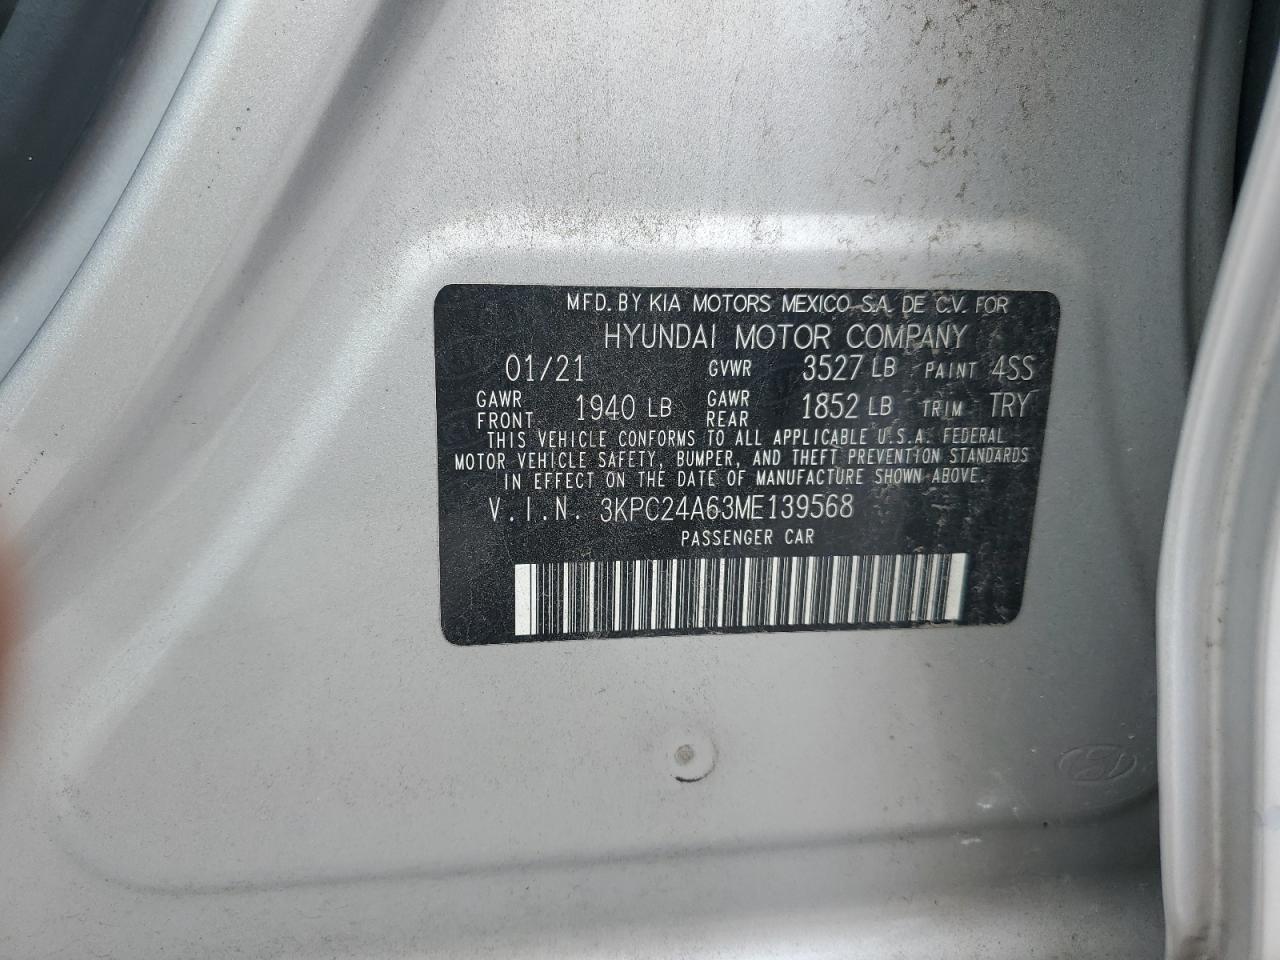 MFD. BY KIA MOTORS MEXICO S.A. DE C.V. FOR
HYUNDAI MOTOR COMPANY
01/21 GVWR 3527 LB PAINT 4SS
GAWR FRONT 1940 LB GAWR REAR 1852 LB TRIM TRY
THIS VEHICLE CONFORMS TO ALL APPLICABLE U.S.A. FEDERAL
MOTOR VEHICLE SAFETY, BUMPER, AND THEFT PREVENTION STANDARDS
IN EFFECT ON THE DATE OF MANUFACTURE SHOWN ABOVE.
V.I.N. 3KPC24A63ME139568
PASSENGER CAR